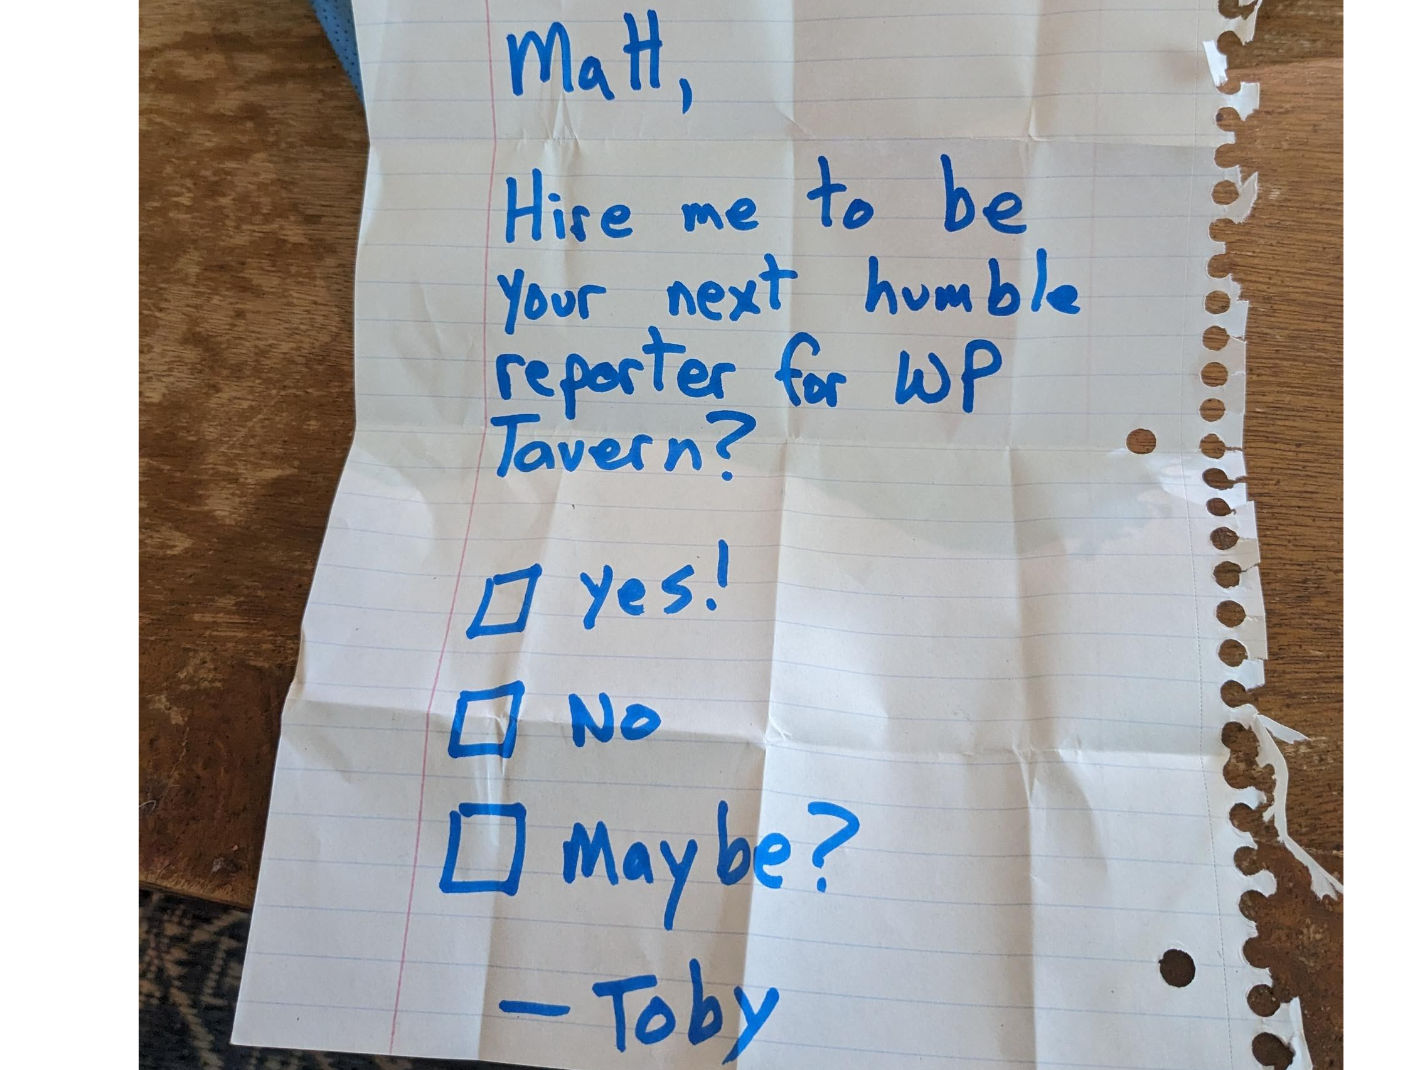 Matt,
Hire me to be
your next humble
reporter for WP
Tavern?
Yes!
No
Maybe?
— Toby